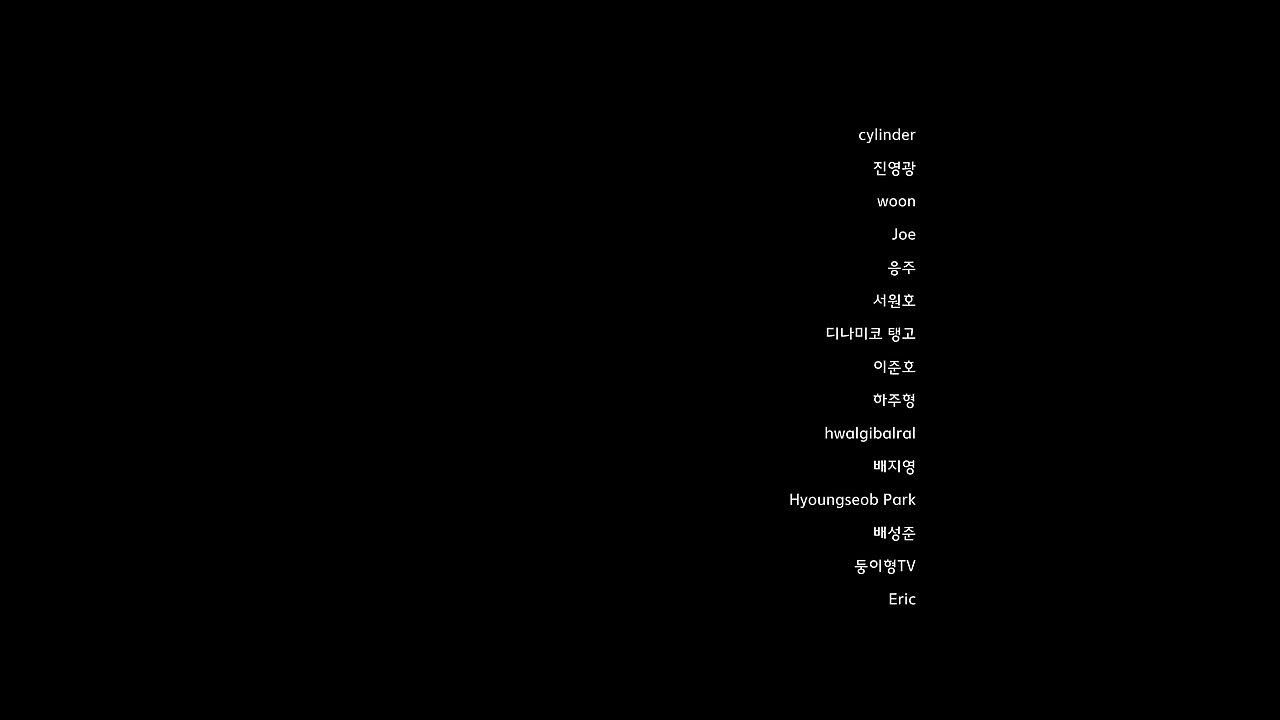 cylinder
진영광
woon
Joe
응주
서원호
디나미코 탱고
이준호
하주형
hwalgibalral
배지영
Hyoungseob Park
배성준
둥이형TV
Eric